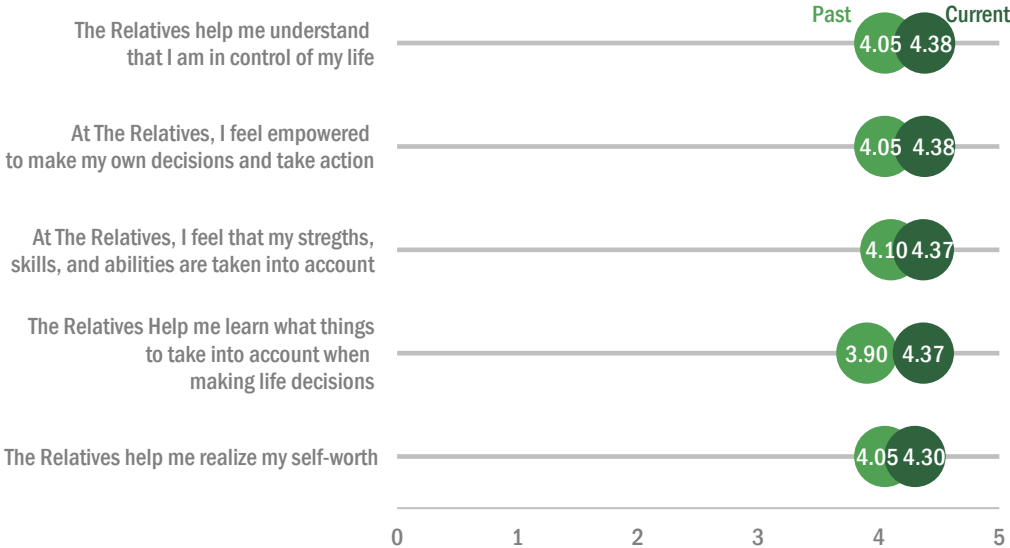 Past Current
The Relatives help me understand
that I am in control of my life
4.05 4.38
At The Relatives, I feel empowered
to make my own decisions and take action
4.05 4.38
At The Relatives, I feel that my stregths,
skills, and abilities are taken into account
4.10 4.37
The Relatives Help me learn what things
to take into account when
making life decisions
3.90 4.37
The Relatives help me realize my self-worth
4.05 4.30
0 1 2 3 4 5